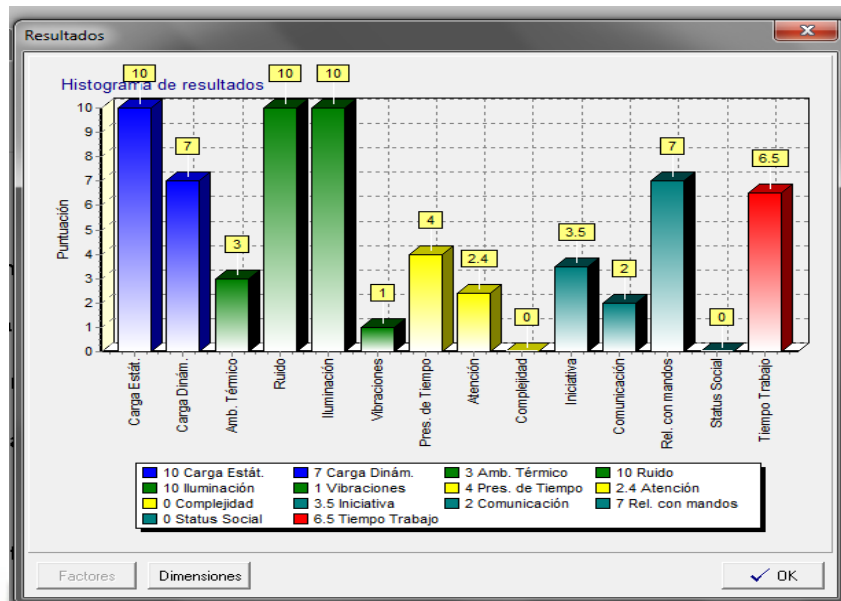 Resultados
Histograma de resultados
10
7
3
10
10
1
4
2.4
0
3.5
2
7
0
6.5
Puntuación
10
9
8
7
6
5
4
3
2
1
0
Carga Estát.
Carga Dinám.
Amb. Térmico
Ruido
Iluminación
Vibraciones
Pres. de Tiempo
Atención
Complejidad
Iniciativa
Comunicación
Rel. con mandos
Status Social
Tiempo Trabajo
10 Carga Estát. 7 Carga Dinám. 3 Amb. Térmico 10 Ruido
10 Iluminación 1 Vibraciones 4 Pres. de Tiempo 2.4 Atención
0 Complejidad 3.5 Iniciativa 2 Comunicación 7 Rel. con mandos
0 Status Social 6.5 Tiempo Trabajo
Factores Dimensiones OK